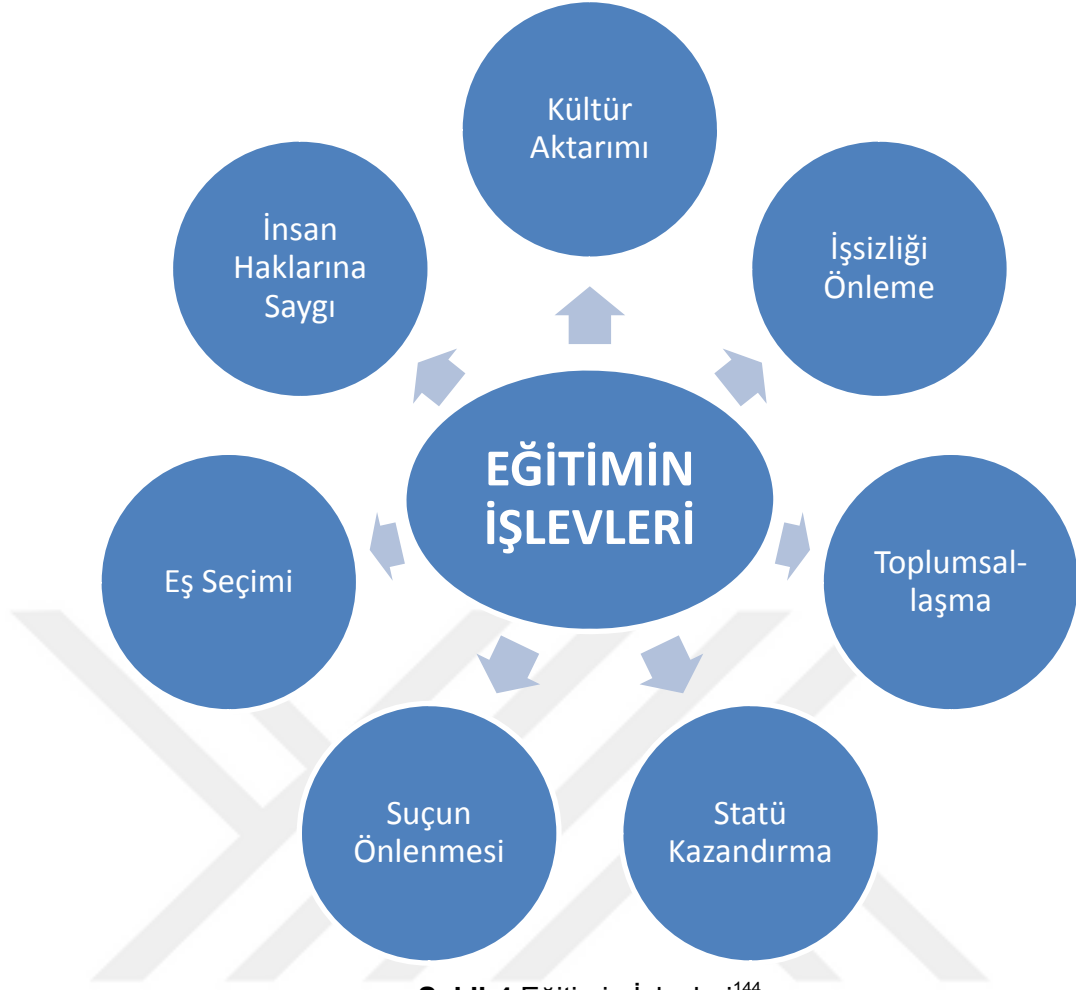 Kültür
Aktarımı
İşsizliği
Önleme
Toplumsal-
laşma
Statü
Kazandırma
Suçun
Önlenmesi
Eş Seçimi
İnsan
Haklarına
Saygı
EĞİTİMİN
İŞLEVLERİ